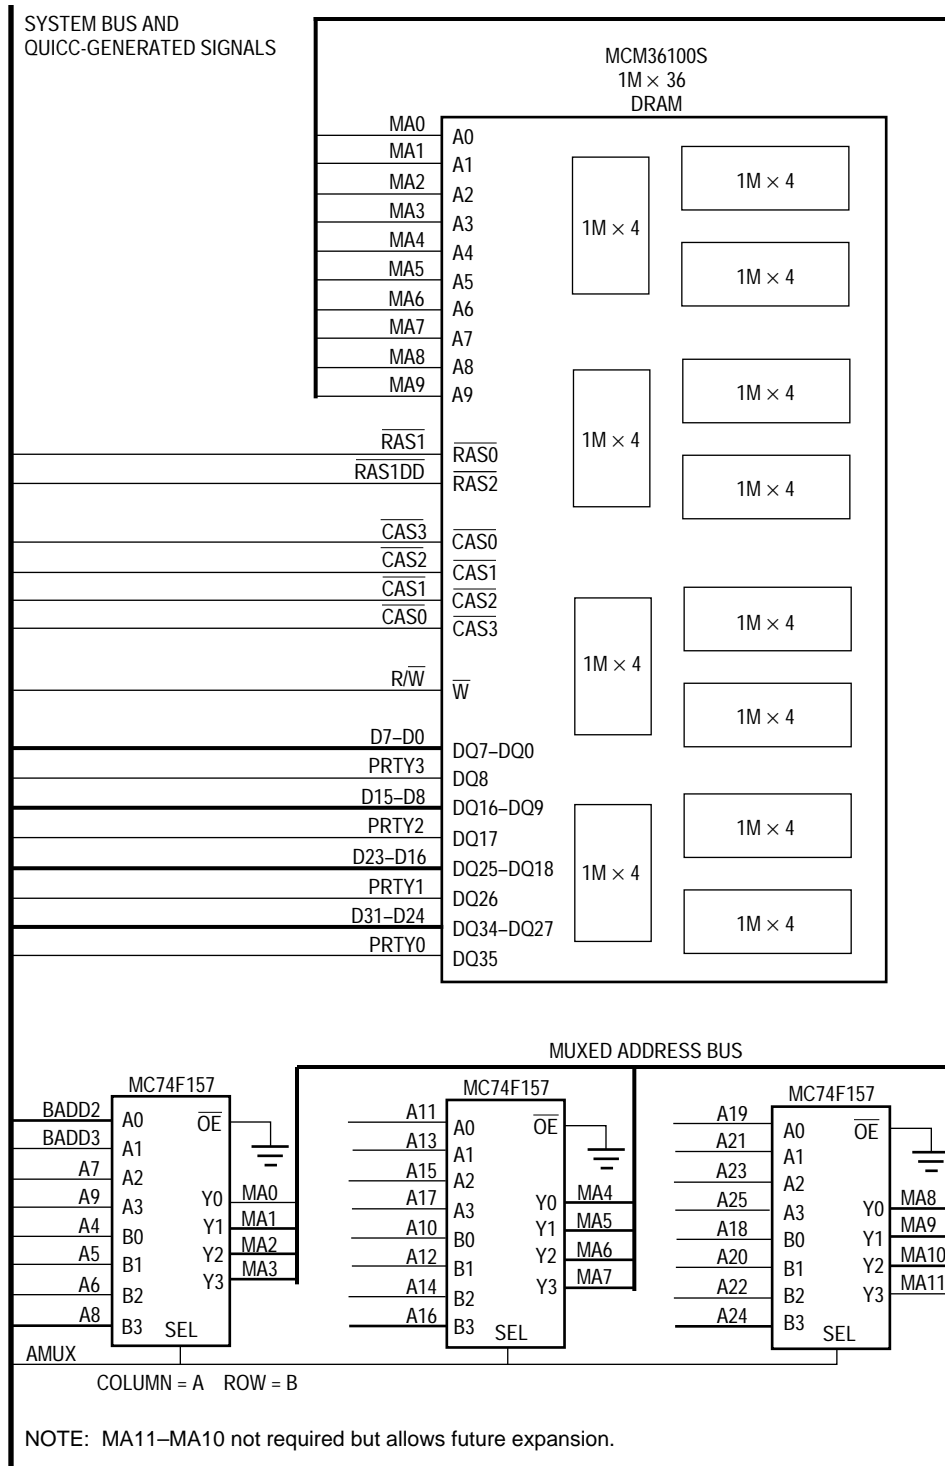 SYSTEM BUS AND
QUICC-GENERATED SIGNALS
MCM36100S
1M × 36
DRAM
MA0 A0
MA1 A1
MA2 A2
MA3 A3
MA4 A4
MA5 A5
MA6 A6
MA7 A7
MA8 A8
MA9 A9
RAS1 RAS0
RAS1DD RAS2
CAS3 CAS0
CAS2 CAS1
CAS1 CAS2
CAS0 CAS3
R/W W
D7–D0 DQ7–DQ0
PRTY3 DQ8
D15–D8 DQ16–DQ9
PRTY2 DQ17
D23–D16 DQ25–DQ18
PRTY1 DQ26
D31–D24 DQ34–DQ27
PRTY0 DQ35
1M × 4
1M × 4
1M × 4
1M × 4
1M × 4
1M × 4
1M × 4
1M × 4
1M × 4
1M × 4
1M × 4
1M × 4
MUXED ADDRESS BUS
MC74F157
BADD2 A0 OE
BADD3 A1
A7 A2
A9 A3 Y0 MA0
A4 B0 Y1 MA1
A5 B1 Y2 MA2
A6 B2 Y3 MA3
A8 B3 SEL
MC74F157
A11 A0 OE
A13 A1
A15 A2
A17 A3 Y0 MA4
A10 B0 Y1 MA5
A12 B1 Y2 MA6
A14 B2 Y3 MA7
A16 B3 SEL
MC74F157
A19 A0 OE
A21 A1
A23 A2
A25 A3 Y0 MA8
A18 B0 Y1 MA9
A20 B1 Y2 MA10
A22 B2 Y3 MA11
A24 B3 SEL
AMUX
COLUMN = A ROW = B
NOTE: MA11–MA10 not required but allows future expansion.